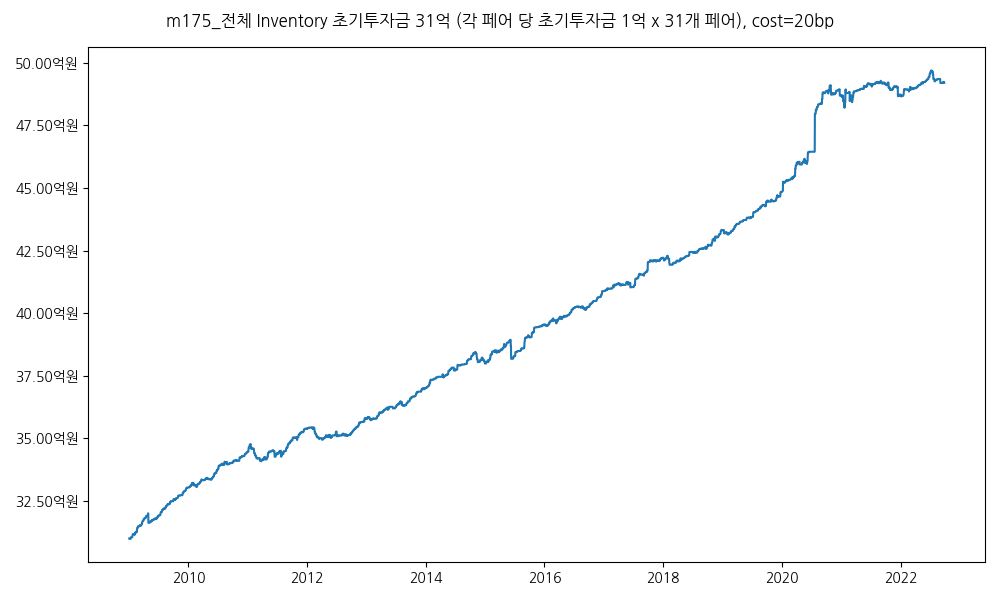 m175_전체 Inventory 초기투자금 31억 (각 페어 당 초기투자금 1억 x 31개 페어), cost=20bp
50.00억원
47.50억원
45.00억원
42.50억원
40.00억원
37.50억원
35.00억원
32.50억원
2010 2012 2014 2016 2018 2020 2022